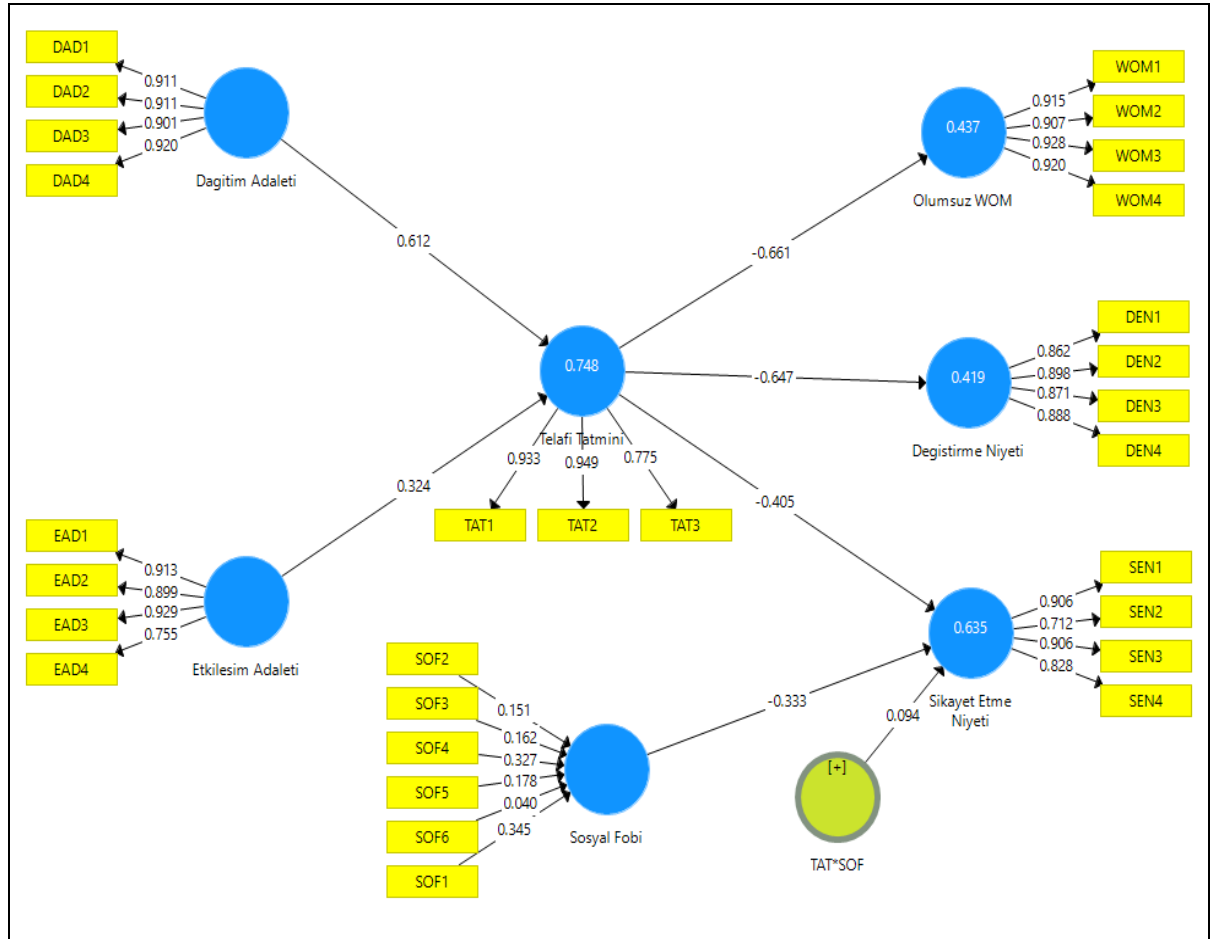 DAD1
DAD2
DAD3
DAD4
0.911
0.911
0.901
0.920
Dagitim Adaleti
0.612
EAD1
EAD2
EAD3
EAD4
0.913
0.899
0.929
0.755
Etkilesim Adaleti
0.324
0.748
Telafi Tatmini
0.933
0.949
0.775
TAT1
TAT2
TAT3
-0.661
-0.647
-0.405
0.437
Olumsuz WOM
0.915
0.907
0.928
0.920
WOM1
WOM2
WOM3
WOM4
0.419
Degistirme Niyeti
0.862
0.898
0.871
0.888
DEN1
DEN2
DEN3
DEN4
SOF2
SOF3
SOF4
SOF5
SOF6
SOF1
0.151
0.162
0.327
0.178
0.040
0.345
Sosyal Fobi
-0.333
0.635
Sikayet Etme
Niyeti
0.906
0.712
0.906
0.828
SEN1
SEN2
SEN3
SEN4
0.094
[+]
TAT*SOF